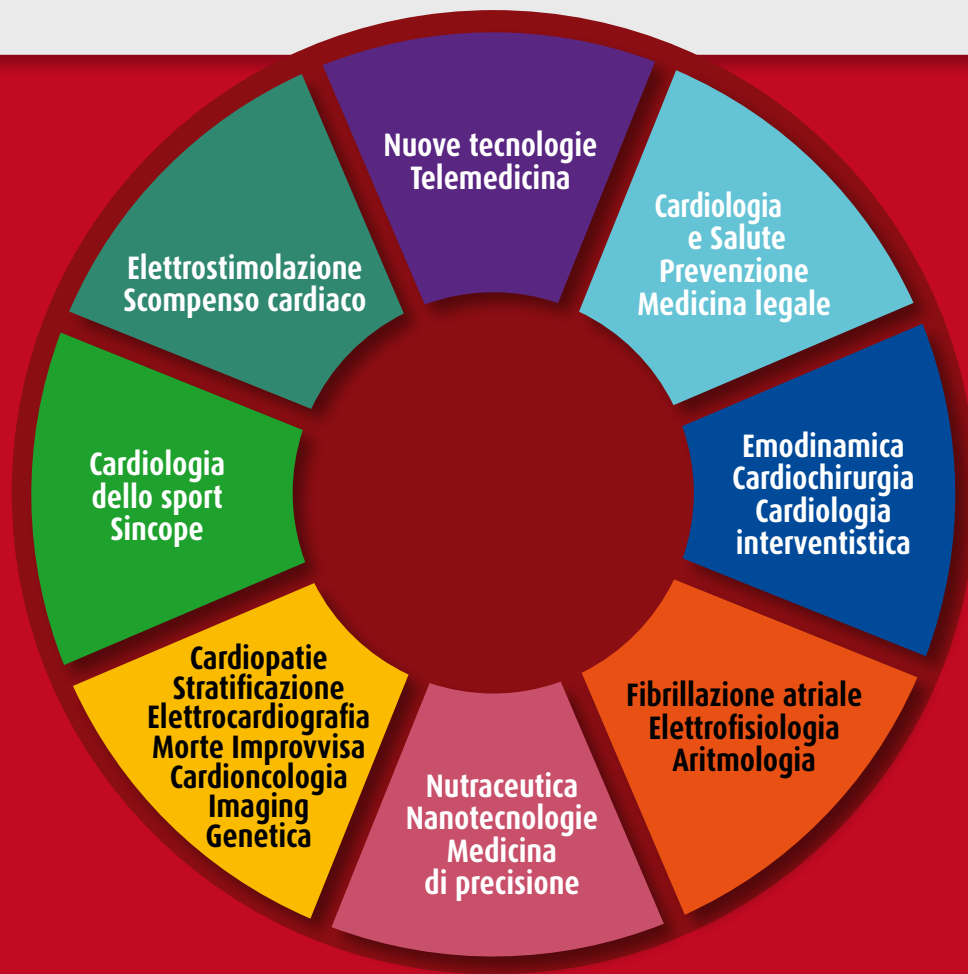 Nuove tecnologie
Telemedicina
Cardiologia
e Salute
Prevenzione
Medicina legale
Emodinamica
Cardiochirurgia
Cardiologia
interventistica
Fibrillazione atriale
Elettrofisiologia
Aritmologia
Nutraceutica
Nanotecnologie
Medicina
di precisione
Cardiopatie
Stratificazione
Elettrocardiografia
Morte Improvvisa
Cardioncologia
Imaging
Genetica
Cardiologia
dello sport
Sincope
Elettrostimolazione
Scompenso cardiaco